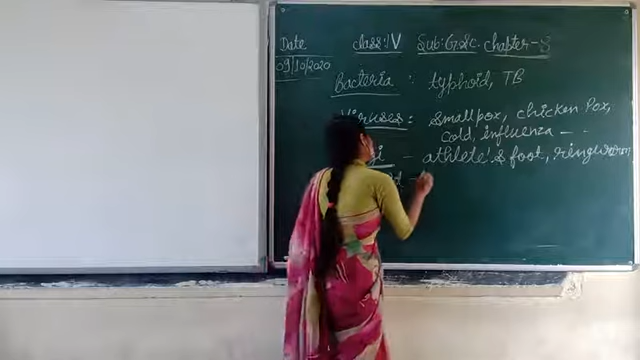 Date class:V Sub:G.Sc. chapter-8
09/10/2020
Bacteria : typhoid, TB
Viruses : smallpox, chicken Pox,
cold, influenza - -
- athlete's foot, ringworm